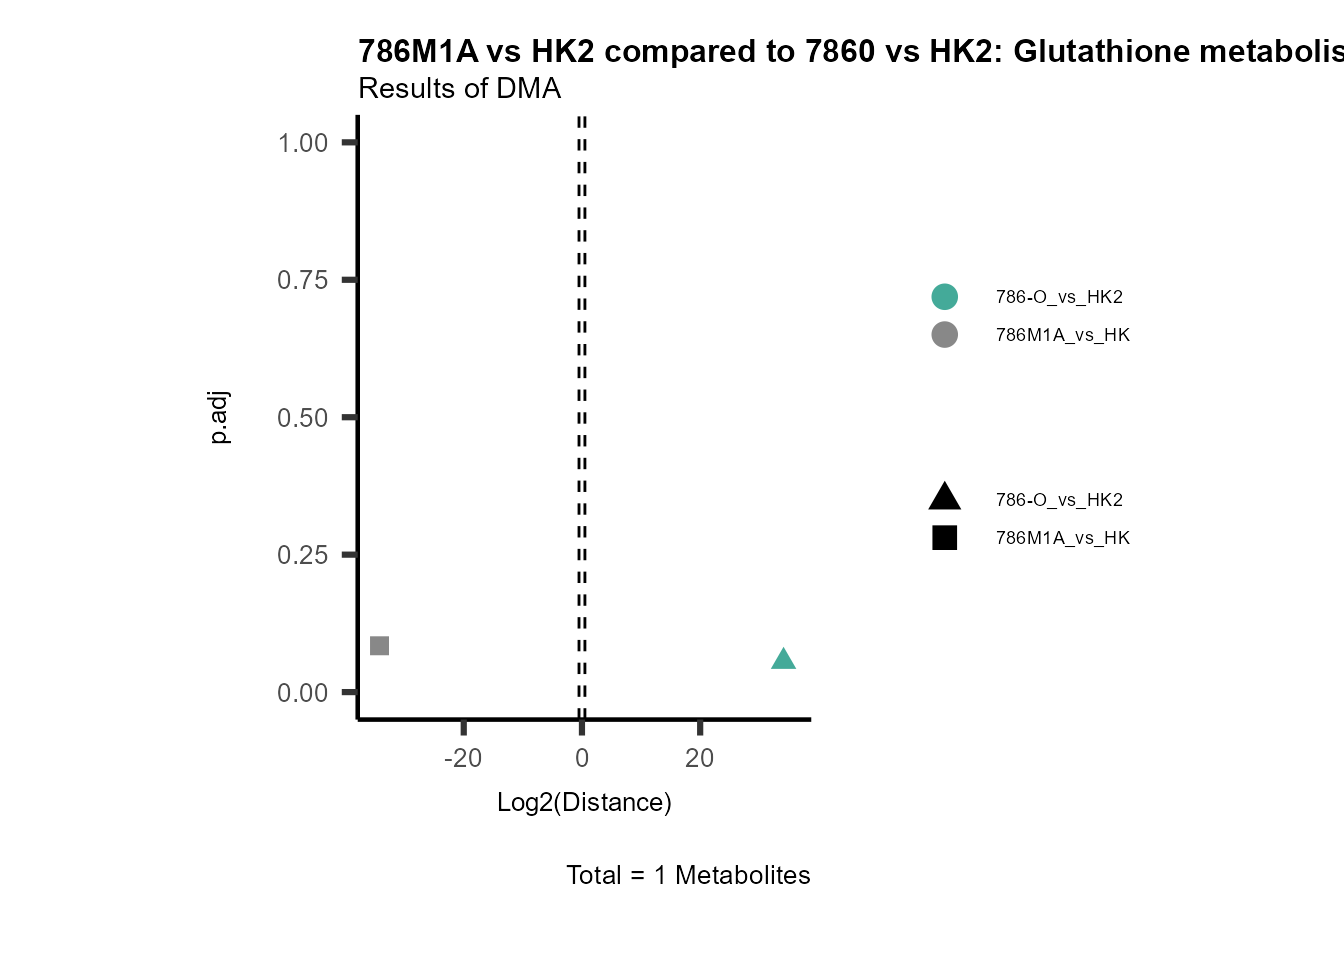 786M1A vs HK2 compared to 7860 vs HK2: Glutathione metabolis
Results of DMA
1.00
0.75
0.50
0.25
0.00
p.adj
-20 0 20
Log2(Distance)
786-O_vs_HK2
786M1A_vs_HK
786-O_vs_HK2
786M1A_vs_HK
Total = 1 Metabolites